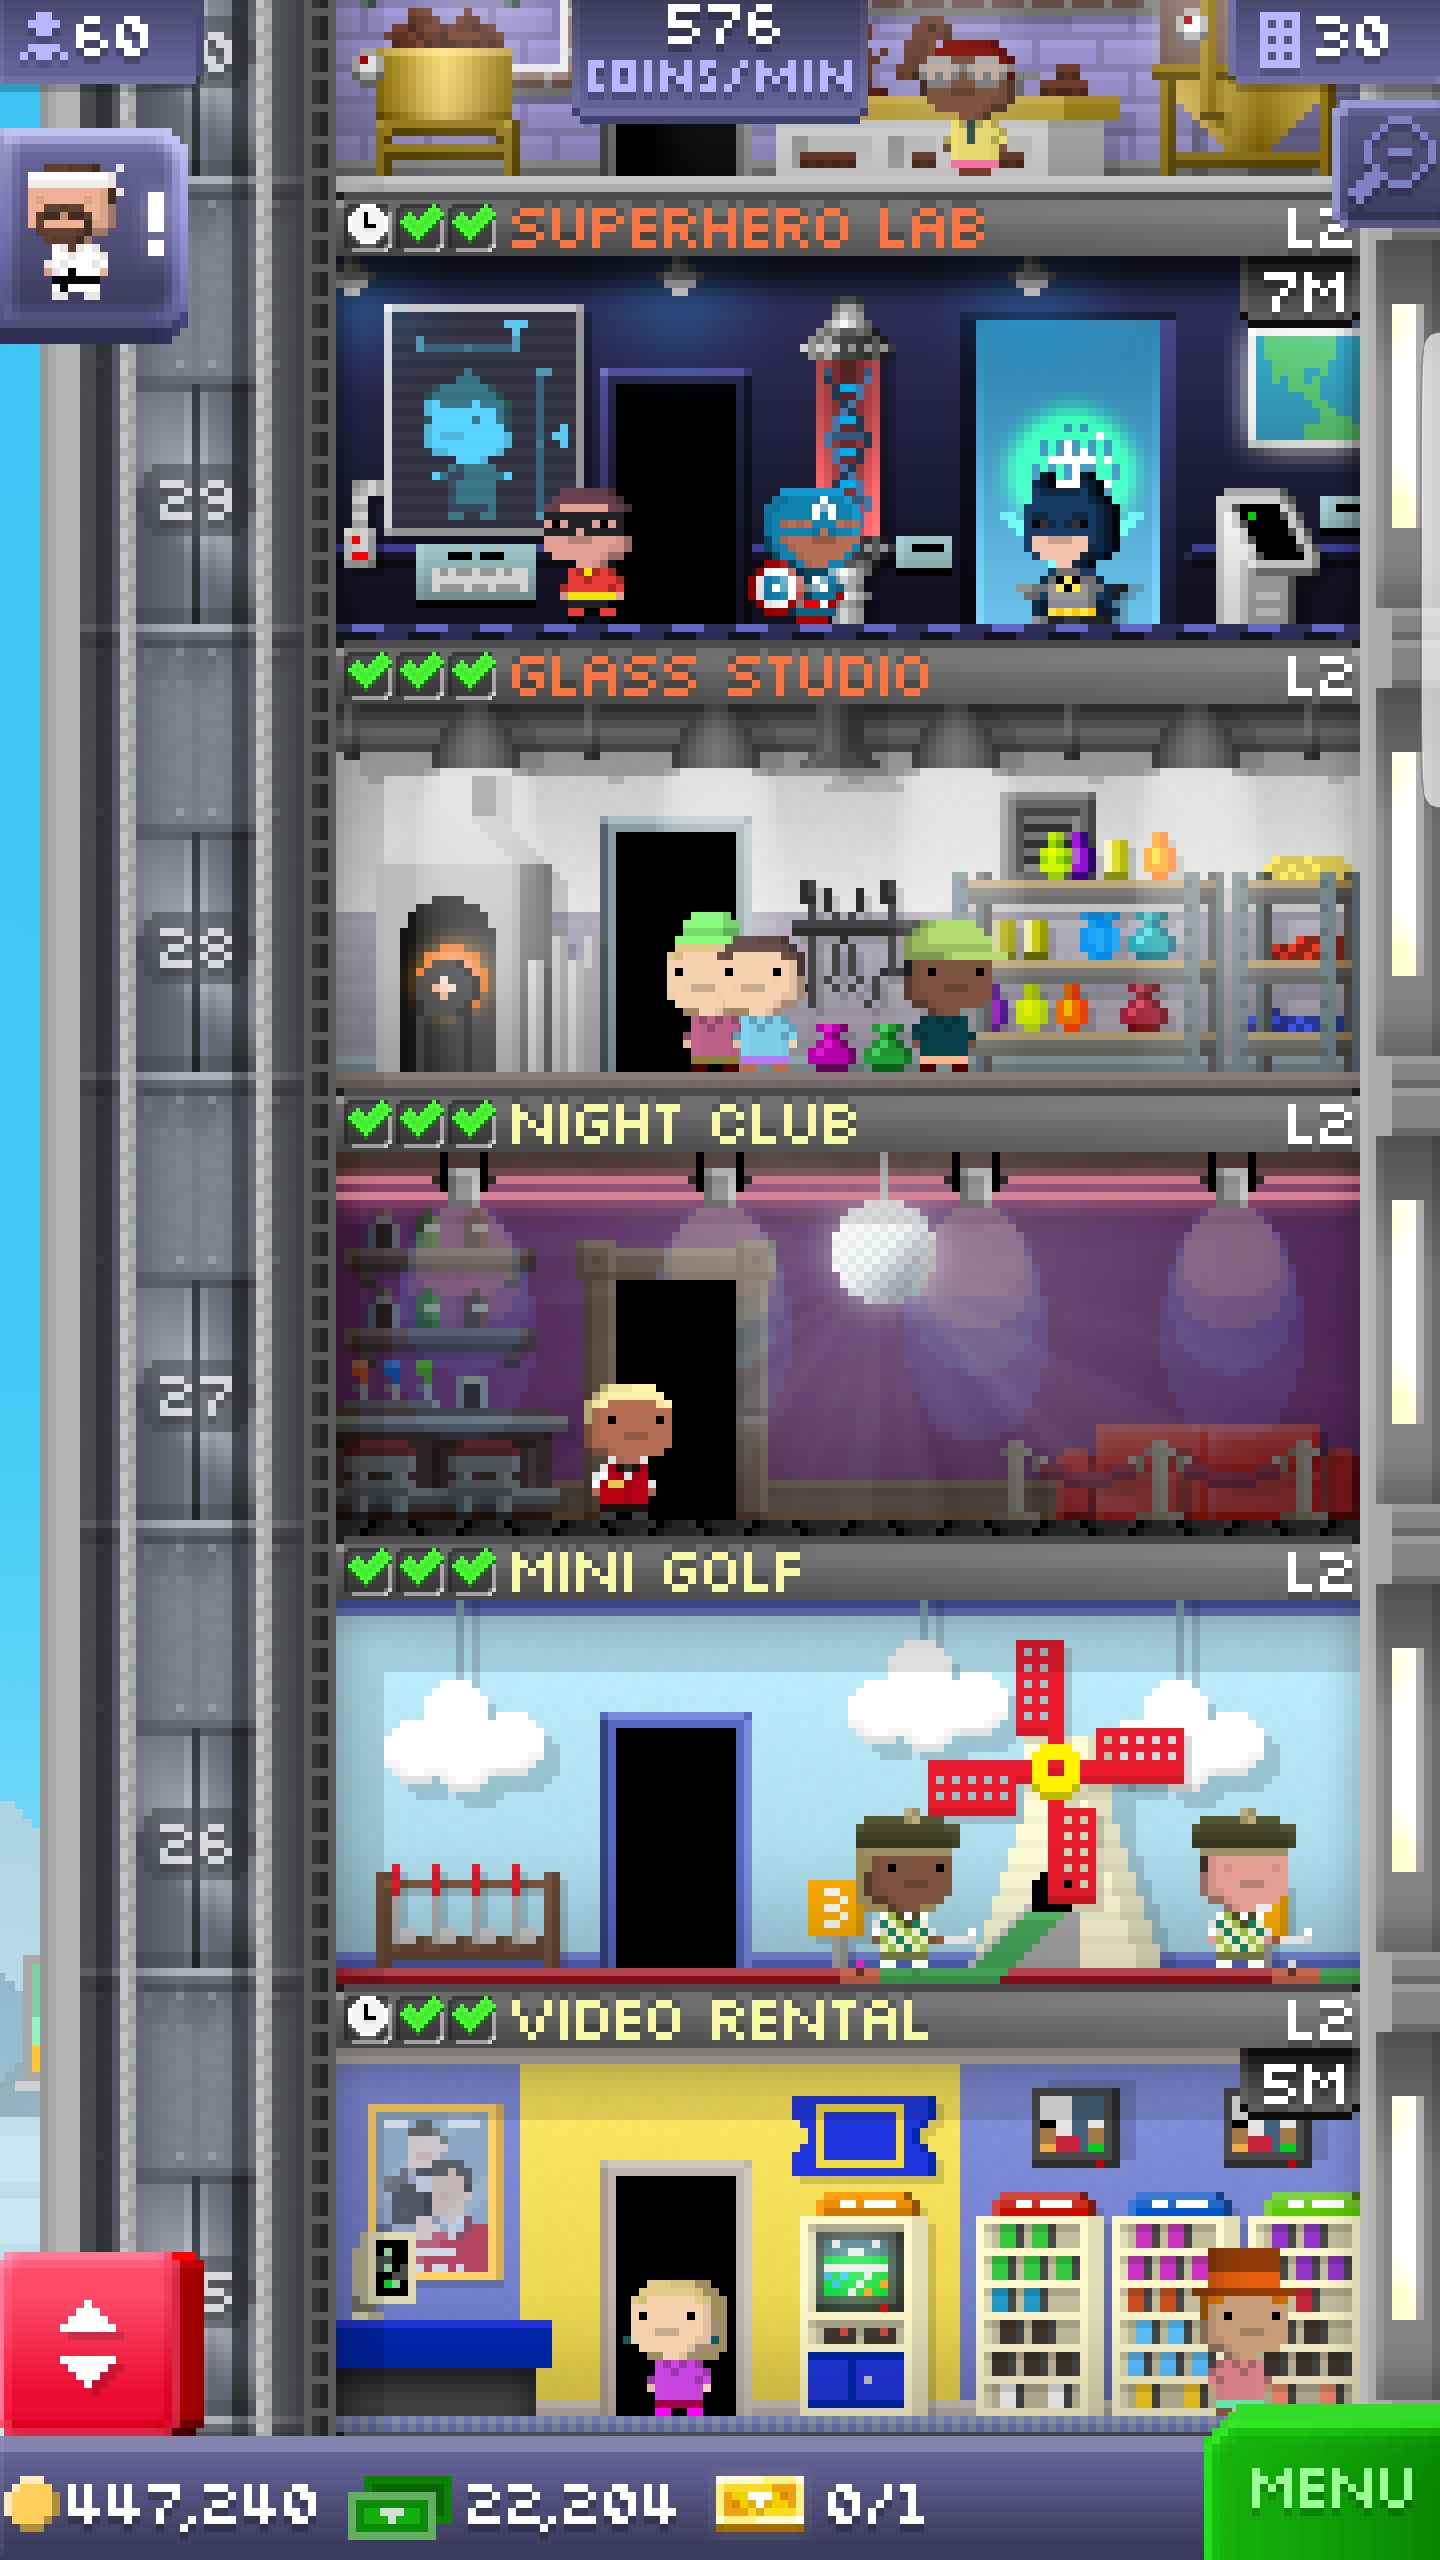 60
576
COINS/MIN
30
!
SUPERHERO LAB L2
7M
29
GLASS STUDIO L2
28
NIGHT CLUB L2
27
MINI GOLF L2
26
3
VIDEO RENTAL L2
5M
447,240 22,204 0/1
MENU